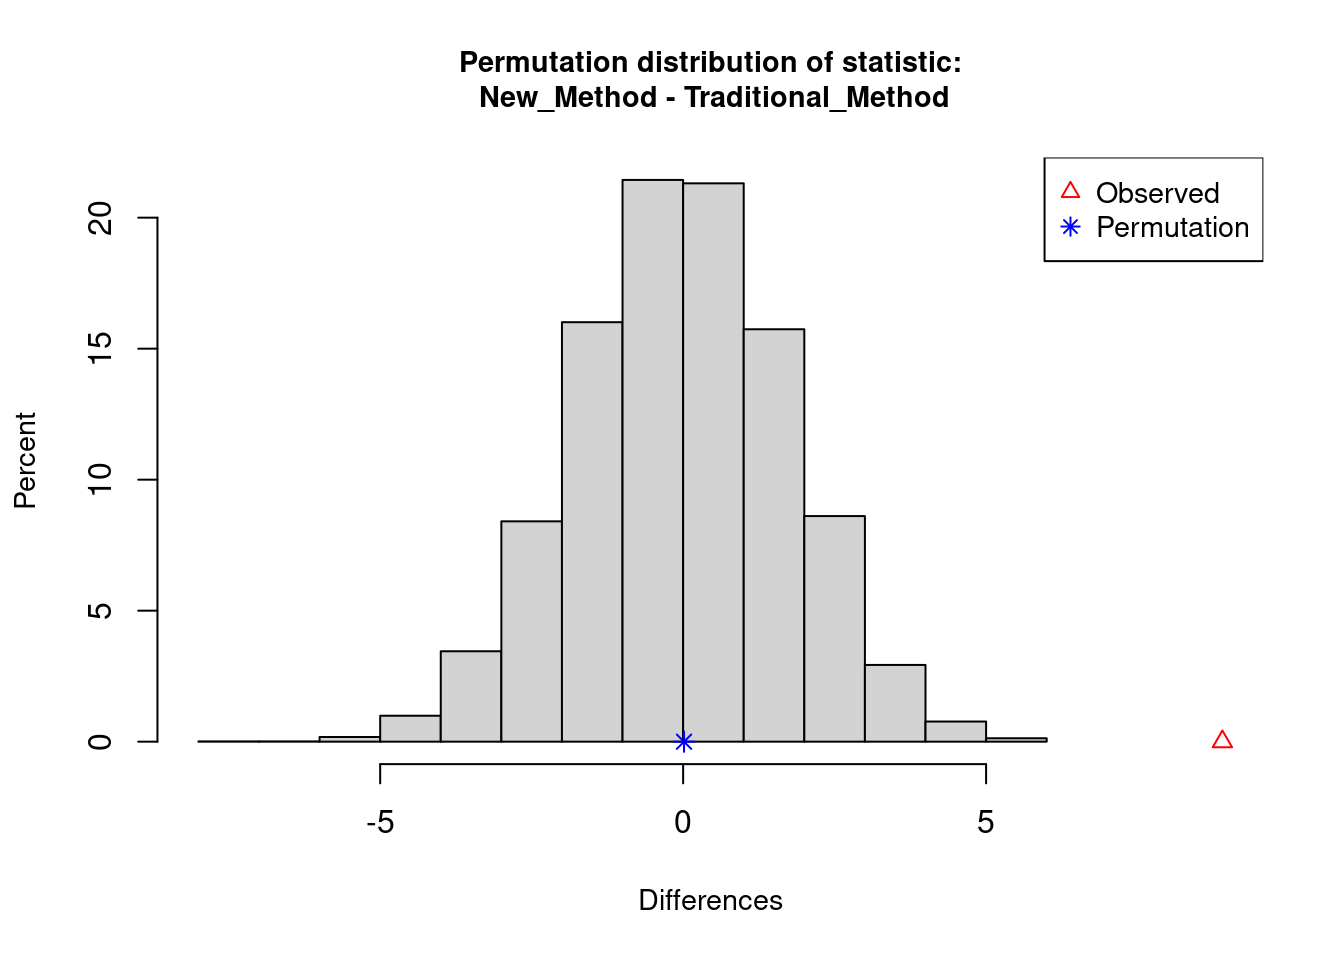 Permutation distribution of statistic:
New_Method - Traditional_Method
Observed
Permutation
20
15
10
5
0
Percent
-5 0 5
Differences